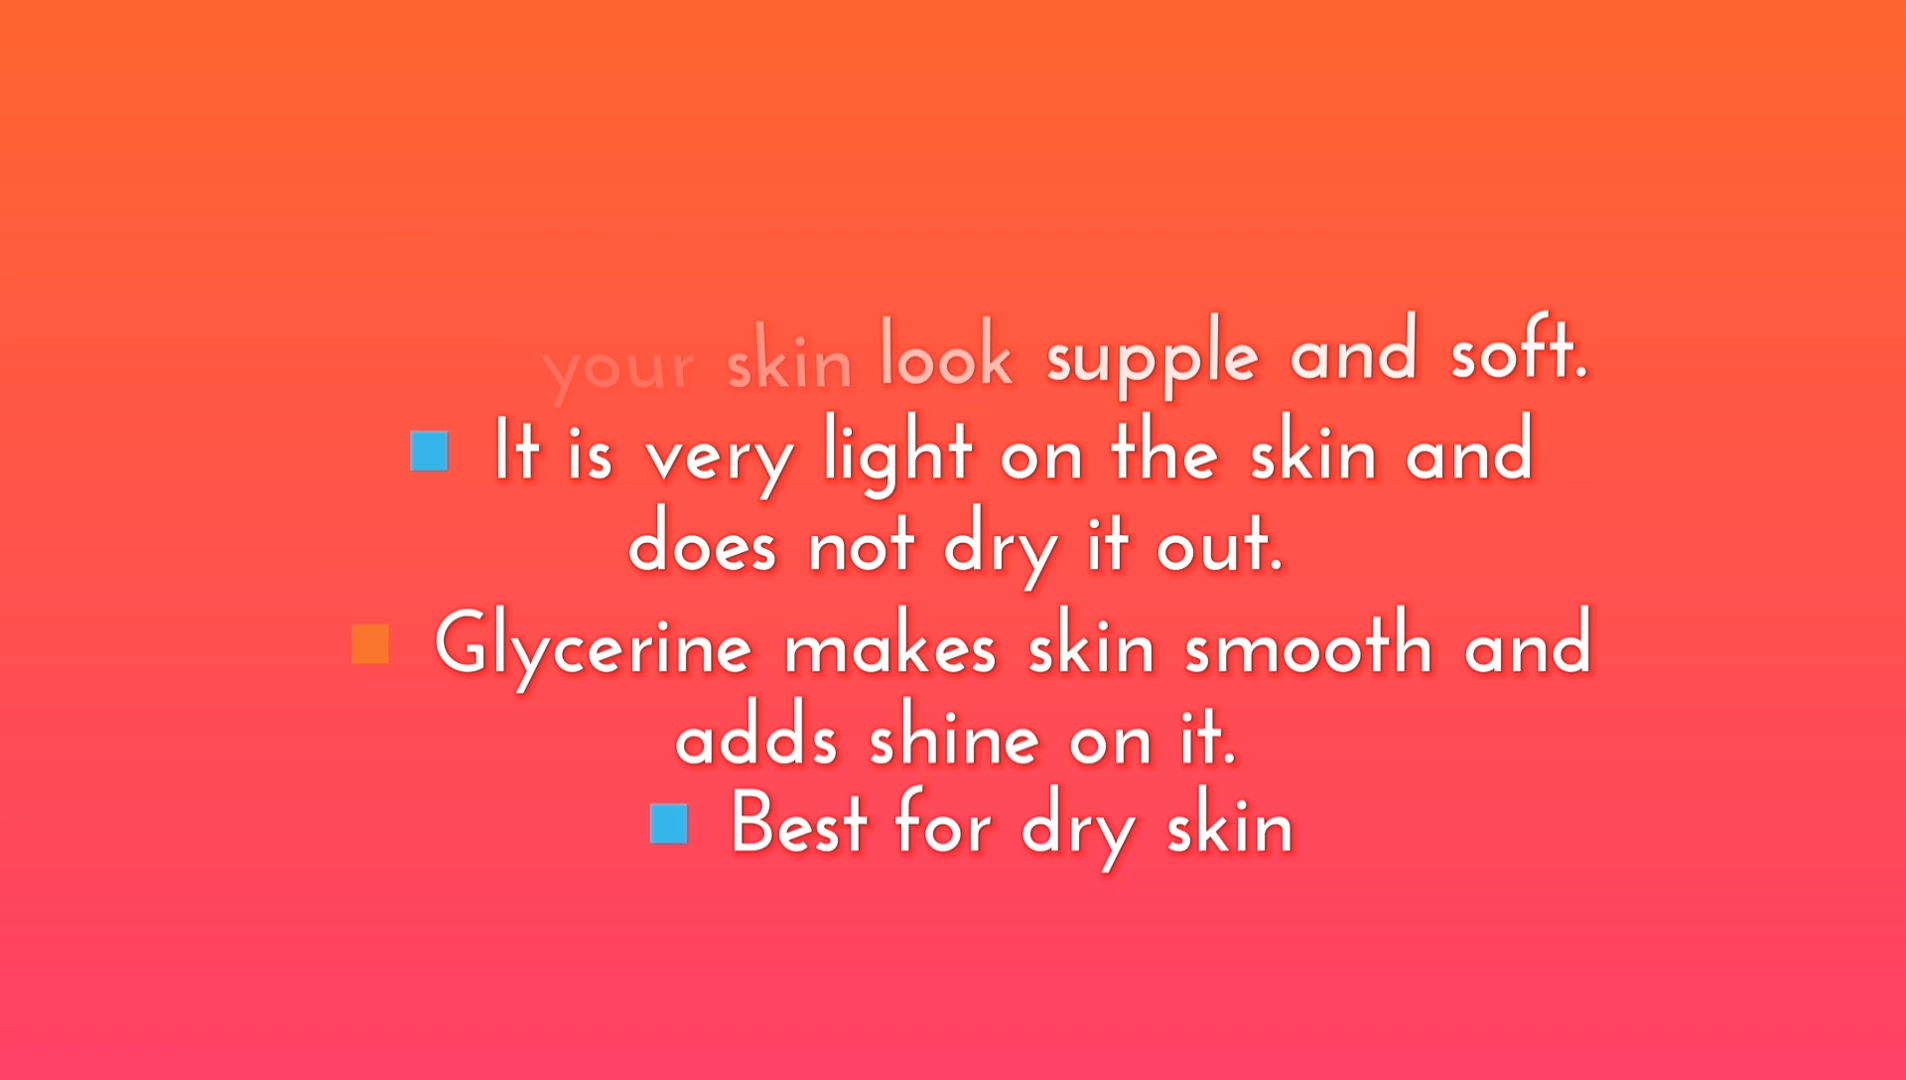 your skin look supple and soft.
It is very light on the skin and
does not dry it out.
Glycerine makes skin smooth and
adds shine on it.
Best for dry skin